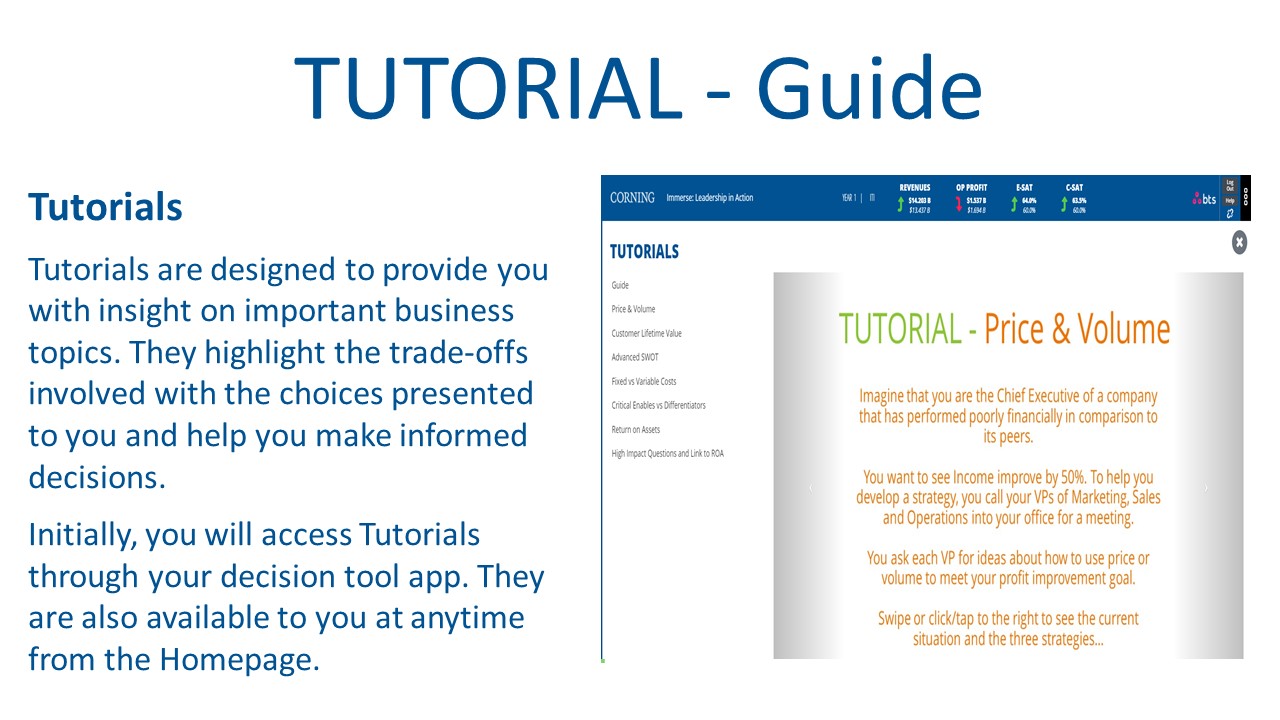 TUTORIAL - Guide
Tutorials
Tutorials are designed to provide you
with insight on important business
topics. They highlight the trade-offs
involved with the choices presented
to you and help you make informed
decisions.
Initially, you will access Tutorials
through your decision tool app. They
are also available to you at anytime
from the Homepage.
CORNING Immerse: Leadership in Action YEAR 1 |
REVENUES OP PROFIT E-SAT C-SAT
$14.203 B $1.537 B 64.0% 63.5%
$13.437 B $1.694 B 60.0% 60.0%
bts
Log
Out
Help
TUTORIALS
Guide
Price & Volume
Customer Lifetime Value
Advanced SWOT
Fixed vs Variable Costs
Critical Enables vs Differentiators
Return on Assets
High Impact Questions and Link to ROA
TUTORIAL - Price & Volume
Imagine that you are the Chief Executive of a company
that has performed poorly financially in comparison to
its peers.
You want to see Income improve by 50%. To help you
develop a strategy, you call your VPs of Marketing, Sales
and Operations into your office for a meeting.
You ask each VP for ideas about how to use price or
volume to meet your profit improvement goal.
Swipe or click/tap to the right to see the current
situation and the three strategies...